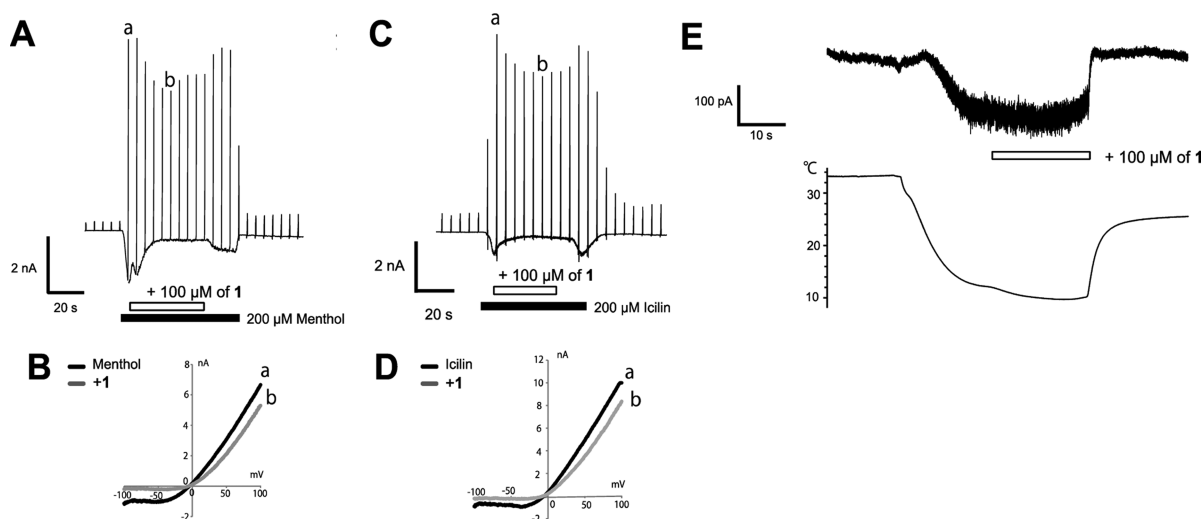 A
a
b
2 nA
20 s
+ 100 µM of 1
200 µM Menthol
C
a
b
2 nA
20 s
+ 100 µM of 1
200 µM Icilin
E
100 pA
10 s
+ 100 µM of 1
°C
30
20
10
B
Menthol
+1
nA
8
6
4
2
0
-2
-100
-50
0
50
100
mV
a
b
D
Icilin
+1
nA
12
10
8
6
4
2
-2
-100
-50
0
50
100
mV
a
b